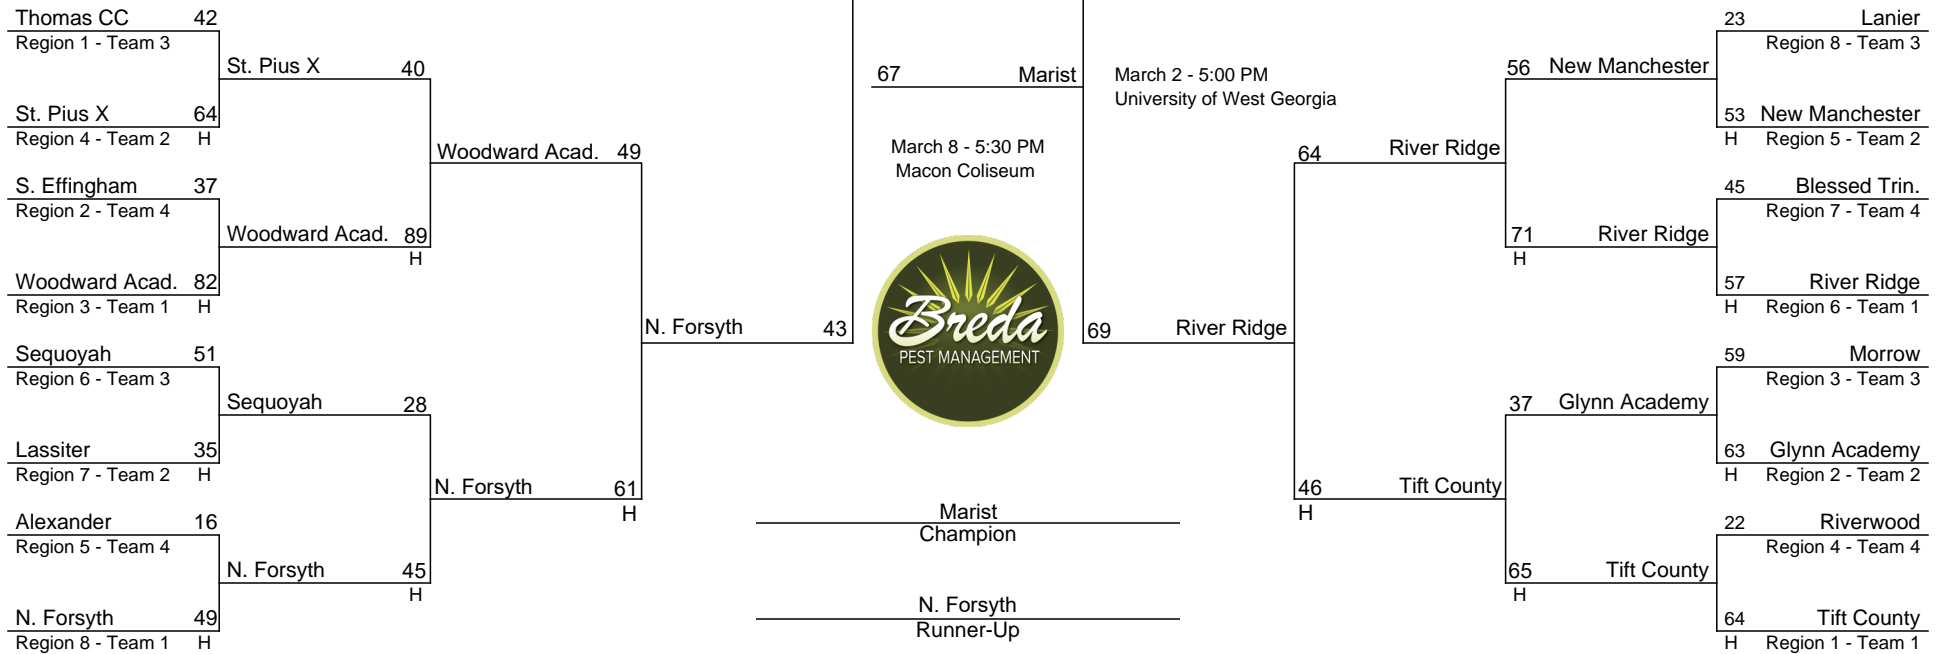 Thomas CC 42
Region 1 - Team 3
St. Pius X 40
St. Pius X 64
Region 4 - Team 2 H
Woodward Acad. 49
S. Effingham 37
Region 2 - Team 4
Woodward Acad. 89
H
Woodward Acad. 82
Region 3 - Team 1 H
N. Forsyth 43
Sequoyah 51
Region 6 - Team 3
Sequoyah 28
Lassiter 35
Region 7 - Team 2 H
N. Forsyth 61
H
Alexander 16
Region 5 - Team 4
N. Forsyth 45
H
N. Forsyth 49
Region 8 - Team 1 H
67 Marist
March 8 - 5:30 PM
Macon Coliseum
Breda
PEST MANAGEMENT
Marist
Champion
N. Forsyth
Runner-Up
March 2 - 5:00 PM
University of West Georgia
69 River Ridge
64 River Ridge
46 Tift County
H
56 New Manchester
71 River Ridge
H
37 Glynn Academy
65 Tift County
H
23 Lanier
Region 8 - Team 3
53 New Manchester
H Region 5 - Team 2
45 Blessed Trin.
Region 7 - Team 4
57 River Ridge
H Region 6 - Team 1
59 Morrow
Region 3 - Team 3
63 Glynn Academy
H Region 2 - Team 2
22 Riverwood
Region 4 - Team 4
64 Tift County
H Region 1 - Team 1